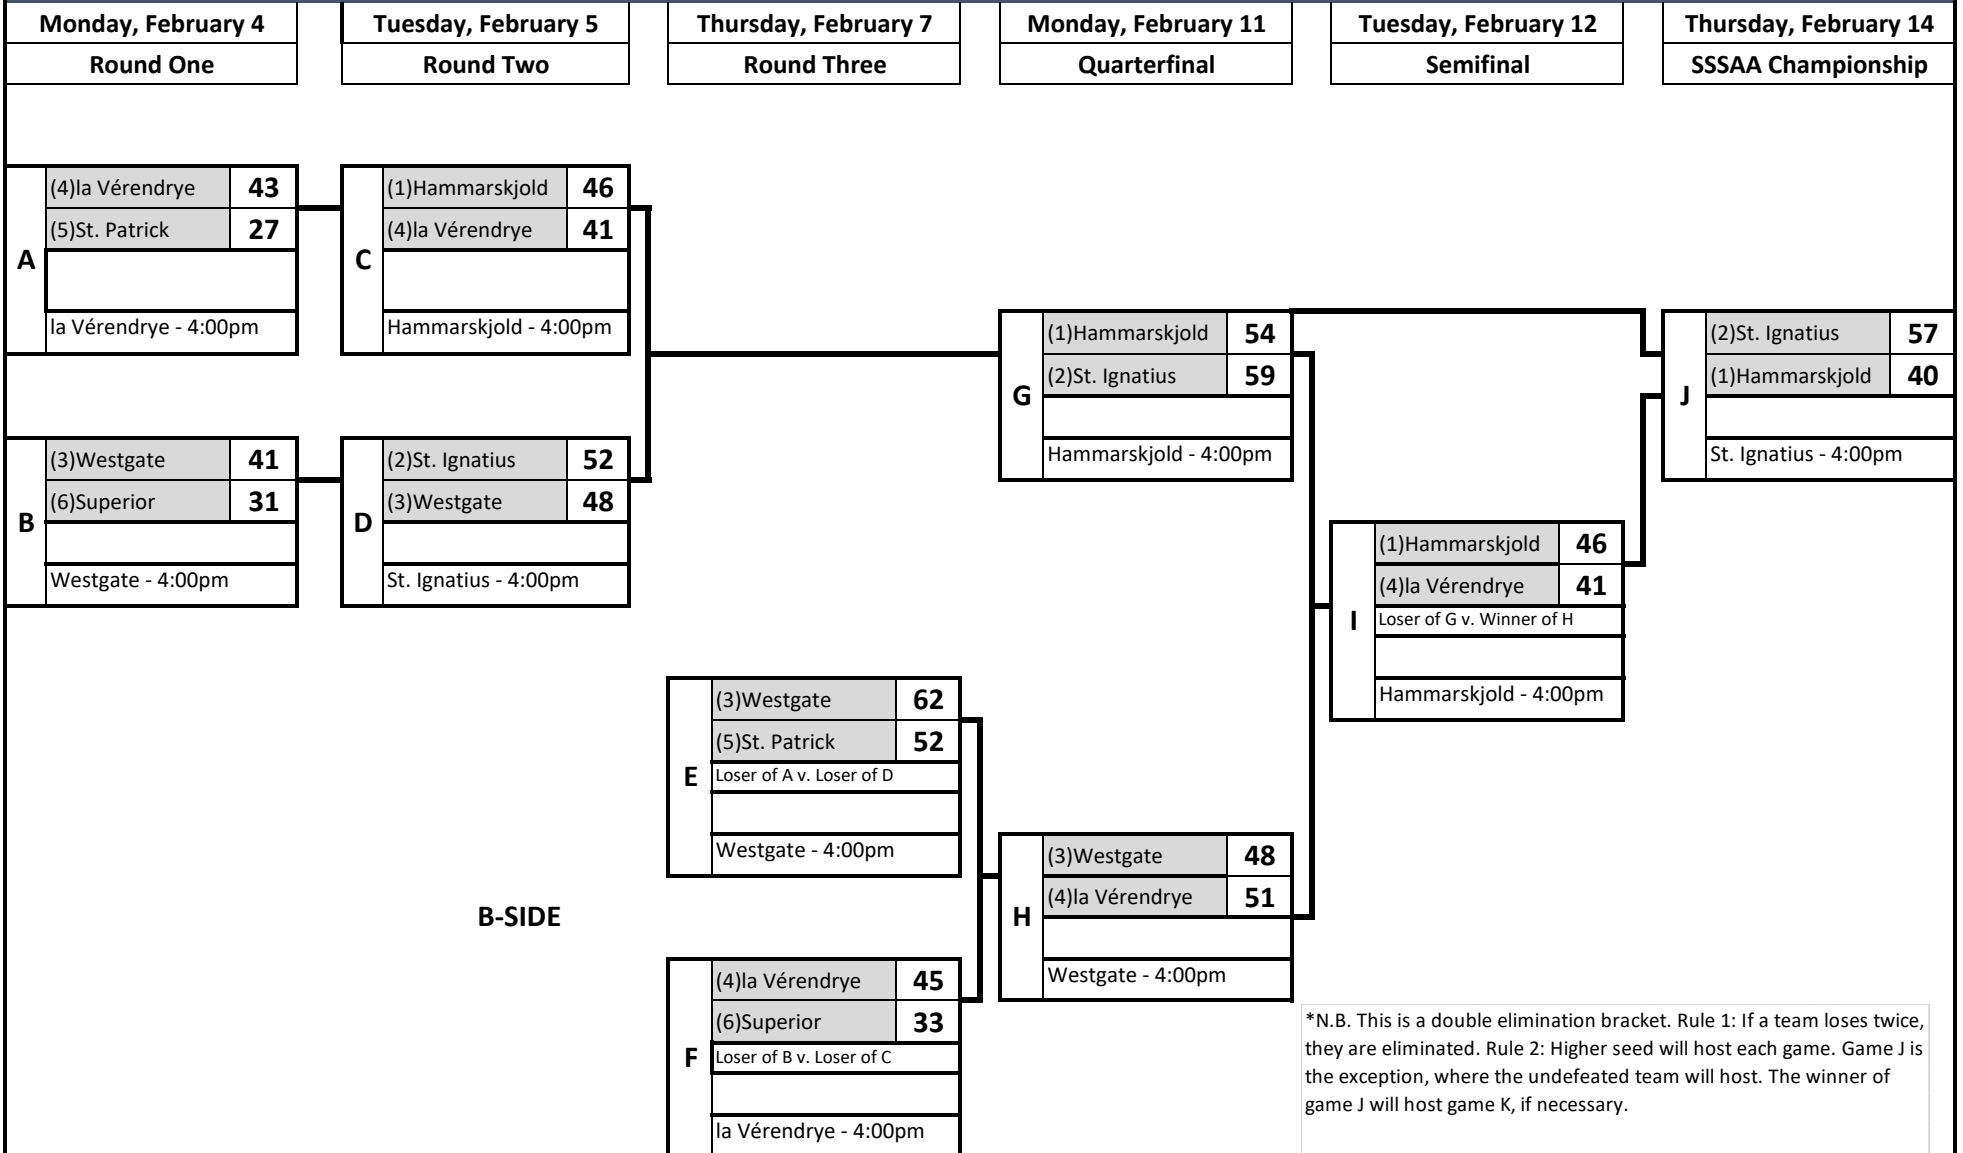 Monday, February 4
Tuesday, February 5
Thursday, February 7
Monday, February 11
Tuesday, February 12
Thursday, February 14
Round One
Round Two
Round Three
Quarterfinal
Semifinal
SSSAA Championship
A
(4)la Vérendrye 43
(5)St. Patrick 27
la Vérendrye - 4:00pm
B
(3)Westgate 41
(6)Superior 31
Westgate - 4:00pm
C
(1)Hammarskjold 46
(4)la Vérendrye 41
Hammarskjold - 4:00pm
D
(2)St. Ignatius 52
(3)Westgate 48
St. Ignatius - 4:00pm
B-SIDE
E
(3)Westgate 62
(5)St. Patrick 52
Loser of A v. Loser of D
Westgate - 4:00pm
F
(4)la Vérendrye 45
(6)Superior 33
Loser of B v. Loser of C
la Vérendrye - 4:00pm
G
(1)Hammarskjold 54
(2)St. Ignatius 59
Hammarskjold - 4:00pm
H
(3)Westgate 48
(4)la Vérendrye 51
Westgate - 4:00pm
I
(1)Hammarskjold 46
(4)la Vérendrye 41
Loser of G v. Winner of H
Hammarskjold - 4:00pm
J
(2)St. Ignatius 57
(1)Hammarskjold 40
St. Ignatius - 4:00pm
*N.B. This is a double elimination bracket. Rule 1: If a team loses twice,
they are eliminated. Rule 2: Higher seed will host each game. Game J is
the exception, where the undefeated team will host. The winner of
game J will host game K, if necessary.